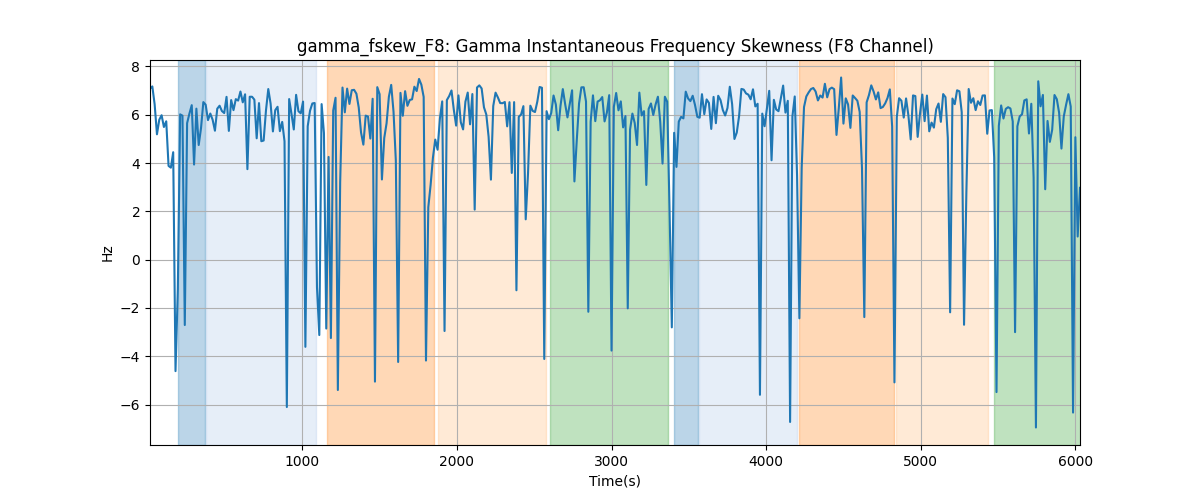 gamma_fskew_F8: Gamma Instantaneous Frequency Skewness (F8 Channel)
8
6
4
2
0
−2
−4
−6
Hz
1000 2000 3000 4000 5000 6000
Time(s)